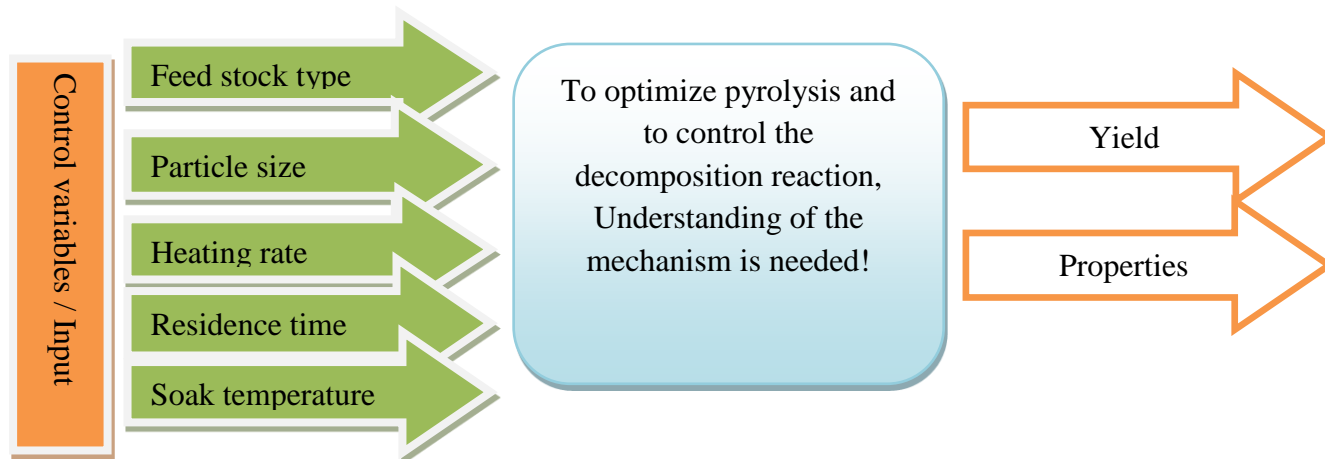 Control variables / Input
Feed stock type
Particle size
Heating rate
Residence time
Soak temperature
To optimize pyrolysis and
to control the
decomposition reaction,
Understanding of the
mechanism is needed!
Yield
Properties